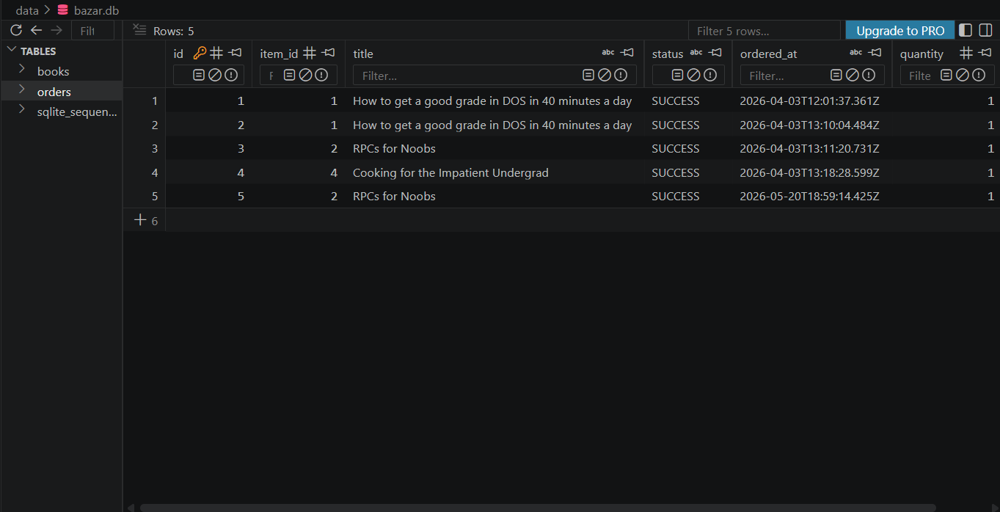 data > bazar.db
Filt Rows: 5 Filter 5 rows... Upgrade to PRO
TABLES
books
orders
sqlite_sequen...
id item_id title abc status abc ordered_at abc quantity
F Filter... Filter... Filte
1 1 1 How to get a good grade in DOS in 40 minutes a day SUCCESS 2026-04-03T12:01:37.361Z 1
2 2 1 How to get a good grade in DOS in 40 minutes a day SUCCESS 2026-04-03T13:10:04.484Z 1
3 3 2 RPCs for Noobs SUCCESS 2026-04-03T13:11:20.731Z 1
4 4 4 Cooking for the Impatient Undergrad SUCCESS 2026-04-03T13:18:28.599Z 1
5 5 2 RPCs for Noobs SUCCESS 2026-05-20T18:59:14.425Z 1
+ 6